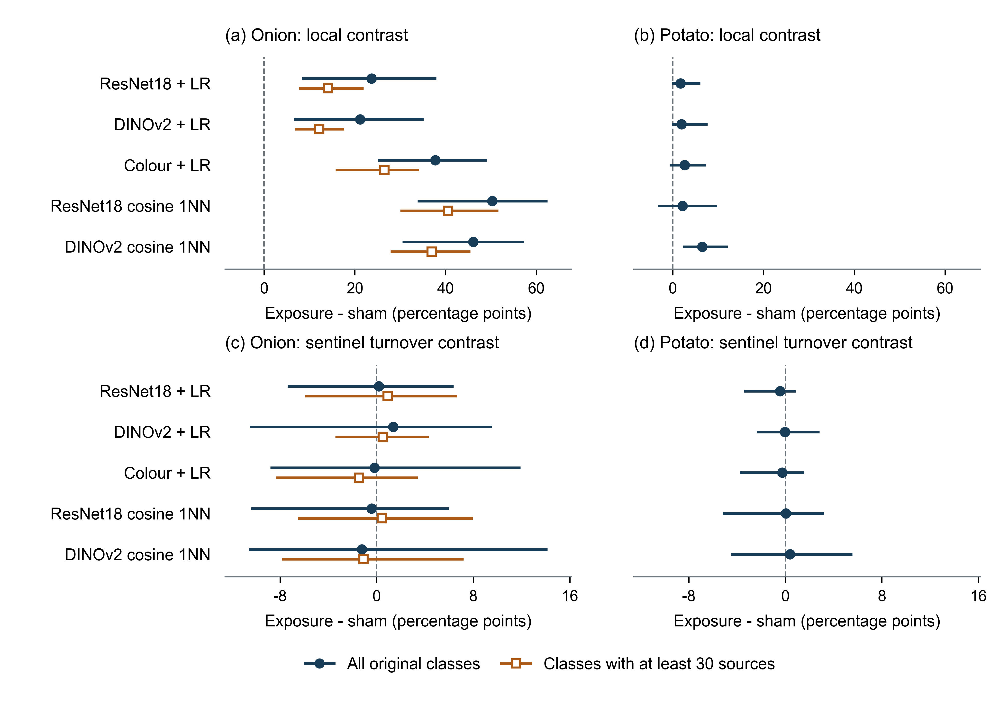 (a) Onion: local contrast
(b) Potato: local contrast
ResNet18 + LR
DINOv2 + LR
Colour + LR
ResNet18 cosine 1NN
DINOv2 cosine 1NN
0 20 40 60
0 20 40 60
Exposure - sham (percentage points)
Exposure - sham (percentage points)
(c) Onion: sentinel turnover contrast
(d) Potato: sentinel turnover contrast
ResNet18 + LR
DINOv2 + LR
Colour + LR
ResNet18 cosine 1NN
DINOv2 cosine 1NN
-8 0 8 16
-8 0 8 16
Exposure - sham (percentage points)
Exposure - sham (percentage points)
All original classes
Classes with at least 30 sources